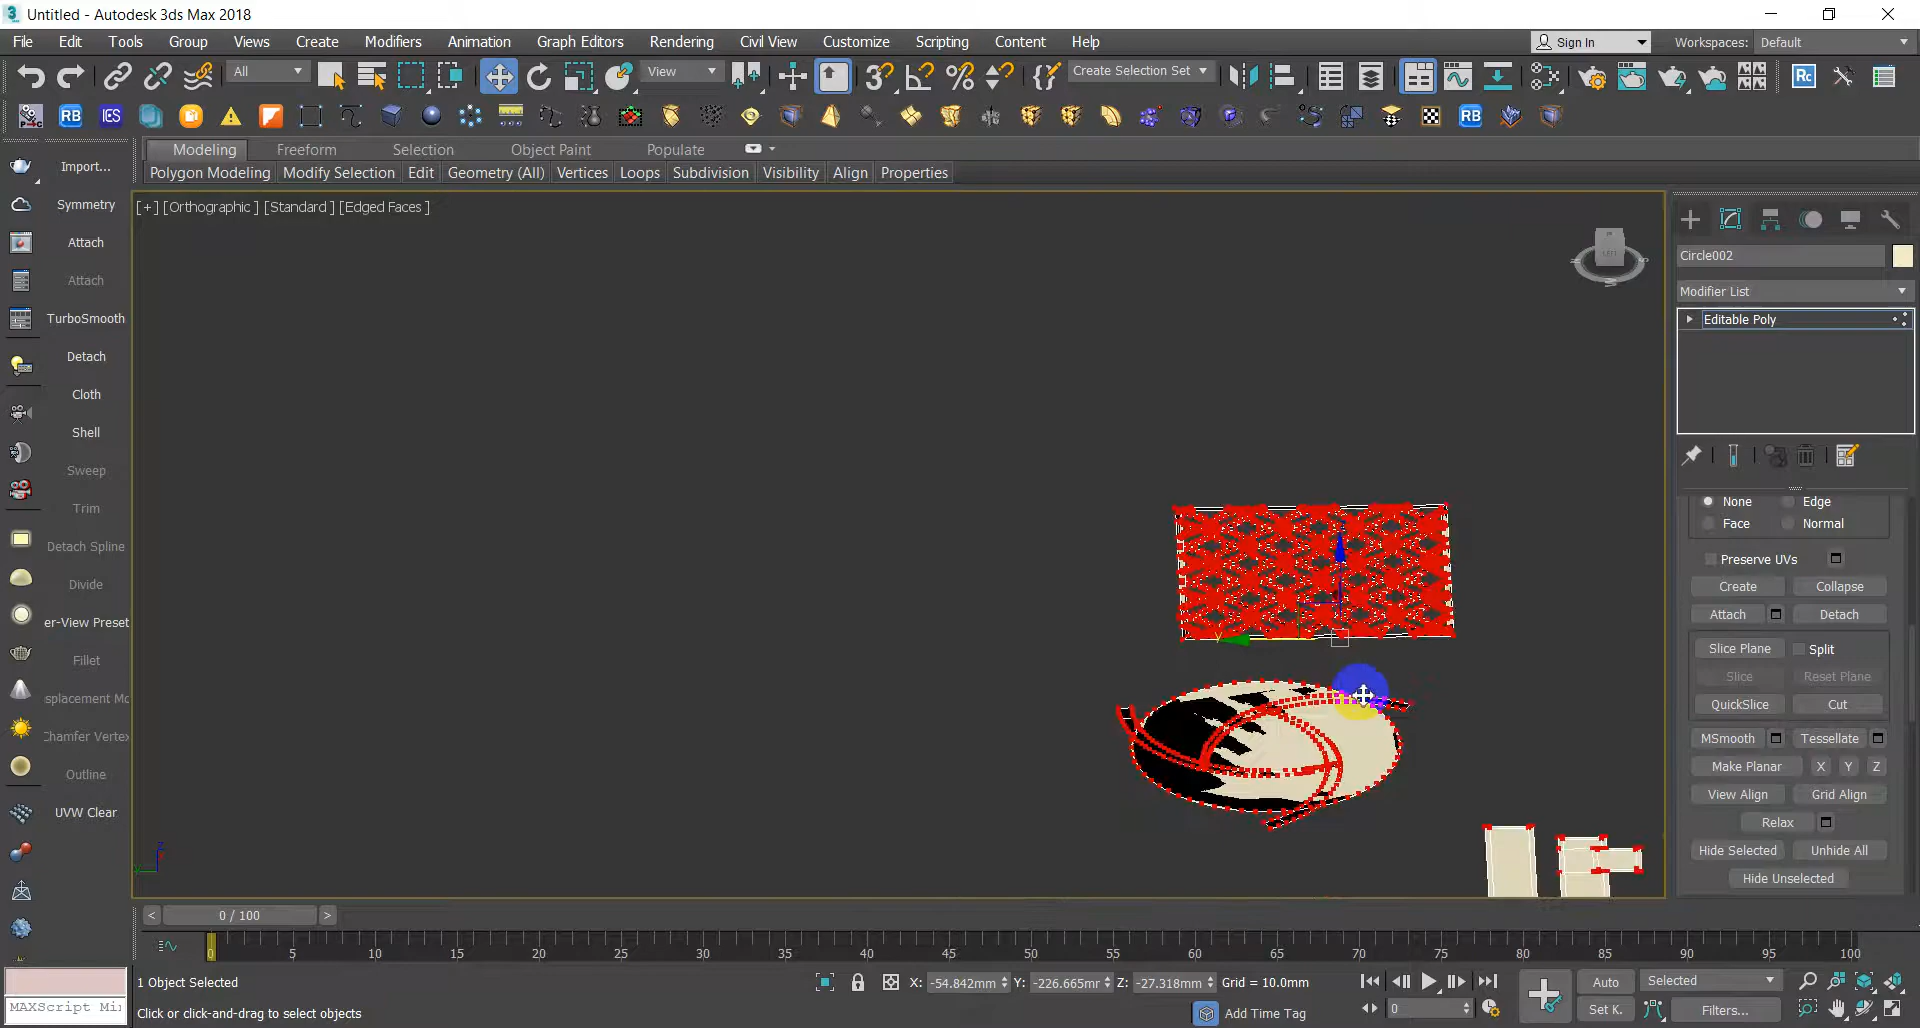 Untitled - Autodesk 3ds Max 2018
File Edit Tools Group Views Create Modifiers Animation Graph Editors Rendering Civil View Customize Scripting Content Help Sign In Workspaces: Default
All View Create Selection Set Rc
RB IES RB
Modeling Freeform Selection Object Paint Populate
Polygon Modeling Modify Selection Edit Geometry (All) Vertices Loops Subdivision Visibility Align Properties
Import...
Symmetry
Attach
Attach
TurboSmooth
Detach
Cloth
Shell
Sweep
Trim
Detach Spline
Divide
er-View Preset
Fillet
splacement Mo
Chamfer Vertex
Outline
UVW Clear
[+] [Orthographic ] [Standard ] [Edged Faces ]
LEFT
Circle002
Modifier List
Editable Poly
None Edge
Face Normal
Preserve UVs
Create Collapse
Attach Detach
Slice Plane Split
Slice Reset Plane
QuickSlice Cut
MSmooth Tessellate
Make Planar X Y Z
View Align Grid Align
Relax
Hide Selected Unhide All
Hide Unselected
< 0 / 100 >
0 5 10 15 20 25 30 35 40 45 50 55 60 65 70 75 80 85 90 95 100
1 Object Selected X: -54.842mm Y: -226.665mr Z: -27.318mm Grid = 10.0mm Auto Selected
MAXScript Mi Click or click-and-drag to select objects Add Time Tag 0 Set K. Filters...